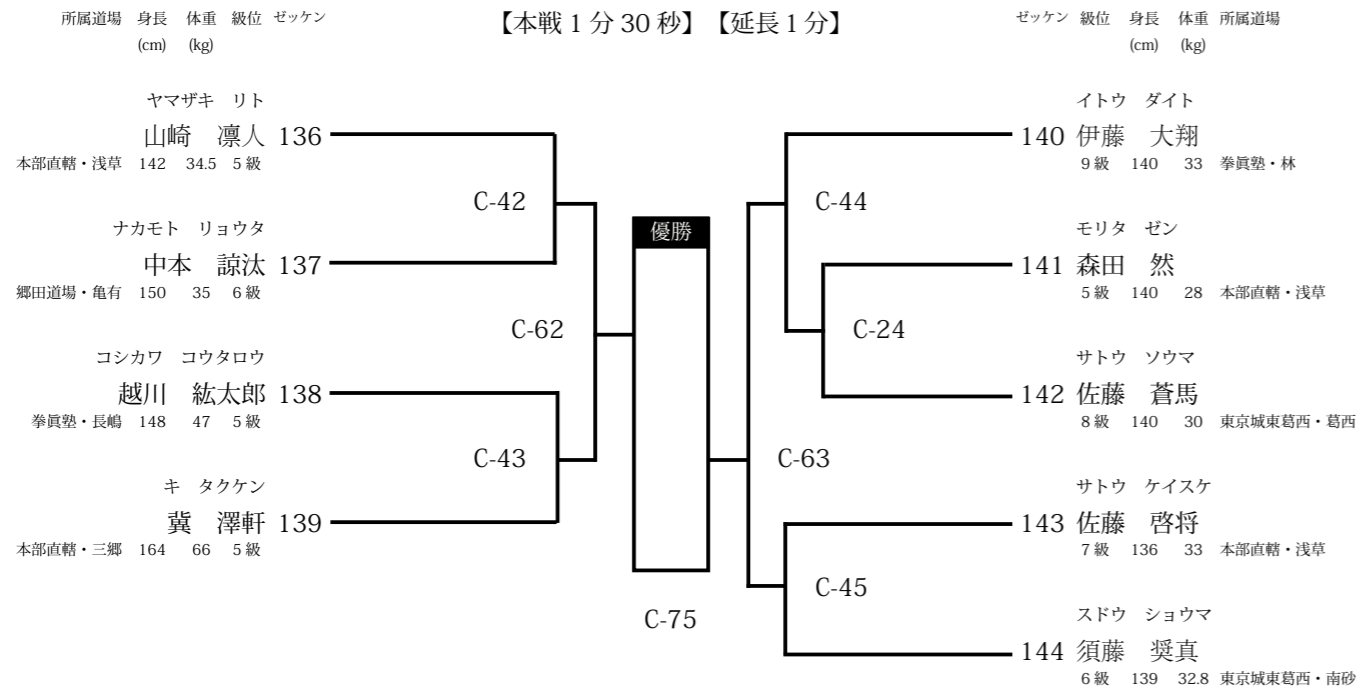 所属道場 身長 体重 級位 ゼッケン 【本戦1分30秒】【延長1分】 ゼッケン 級位 身長 体重 所属道場
(cm) (kg) (cm) (kg)
ヤマザキ リト
山崎 凛人 136
本部直轄・浅草 142 34.5 5級
C-42
ナカモト リョウタ
中本 諒汰 137
郷田道場・亀有 150 35 6級
C-62
コシカワ コウタロウ
越川 紘太郎 138
拳眞塾・長嶋 148 47 5級
C-43
キ タクケン
冀 澤軒 139
本部直轄・三郷 164 66 5級
優勝
C-75
イトウ ダイト
140 伊藤 大翔
9級 140 33 拳眞塾・林
C-44
モリタ ゼン
141 森田 然
5級 140 28 本部直轄・浅草
C-24
サトウ ソウマ
142 佐藤 蒼馬
8級 140 30 東京城東葛西・葛西
C-63
サトウ ケイスケ
143 佐藤 啓将
7級 136 33 本部直轄・浅草
C-45
スドウ ショウマ
144 須藤 奨真
6級 139 32.8 東京城東葛西・南砂